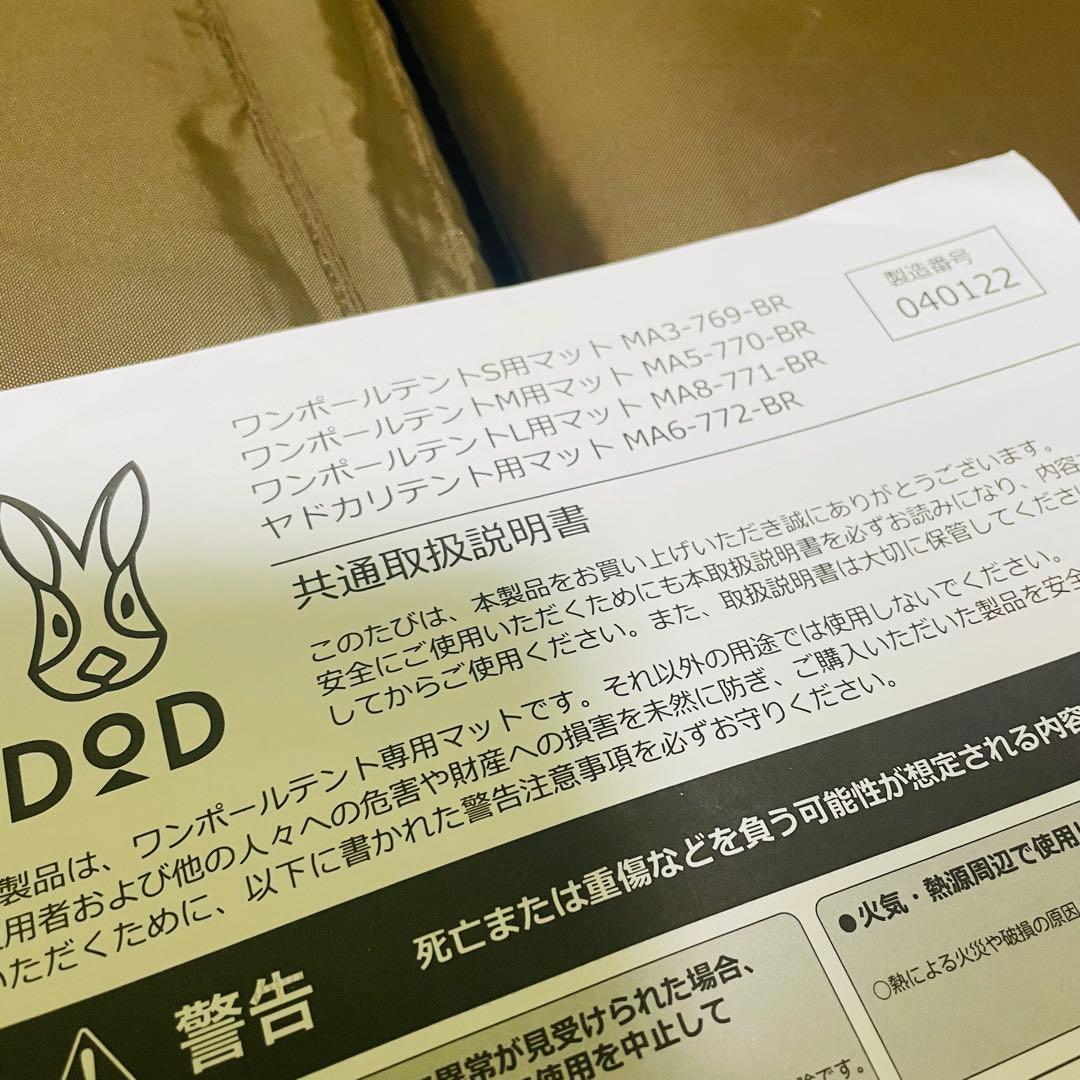 製造番号
040122
ワンポールテントS用マット MA3-769-BR
ワンポールテントM用マット MA5-770-BR
ワンポールテントL用マット MA8-771-BR
ヤドカリテント用マット MA6-772-BR
共通取扱説明書
このたびは、本製品をお買い上げいただき誠にありがとうございます。
安全にご使用いただくためにも本取扱説明書を必ずお読みになり、内容
してからご使用ください。また、取扱説明書は大切に保管してくださ
DOD
製品は、ワンポールテント専用マットです。それ以外の用途では使用しないでください。
用者および他の人々への危害や財産への損害を未然に防ぎ、ご購入いただいた製品を安全
いただくために、以下に書かれた警告注意事項を必ずお守りください。
警告
死亡または重傷などを負う可能性が想定される内容
異常が見受けられた場合、
使用を中止して
です。
●火気・熱源周辺で使用し
○熱による火災や破損の原因